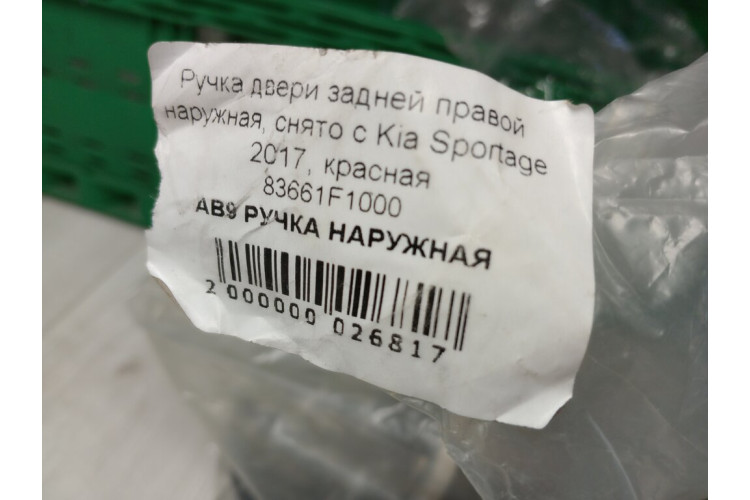 Ручка двери задней правой
наружная, снято с Kia Sportage
2017, красная
83661F1000
АВ9 РУЧКА НАРУЖНАЯ
2 000000 026817